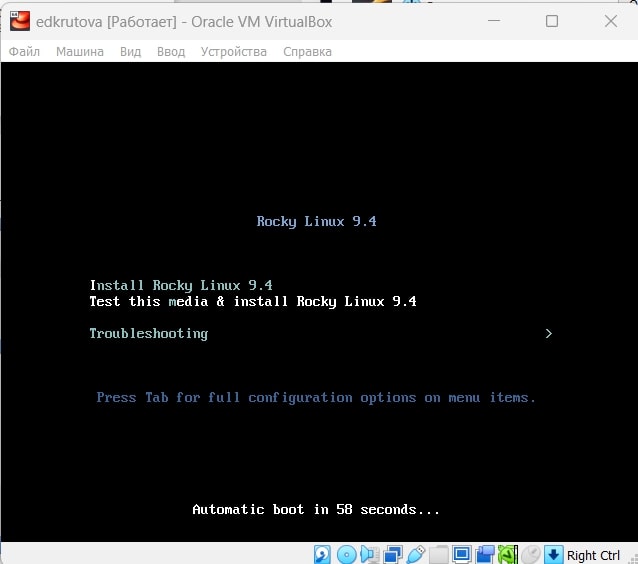 edkrutova [Работает] - Oracle VM VirtualBox
Файл Машина Вид Ввод Устройства Справка
Rocky Linux 9.4
Install Rocky Linux 9.4
Test this media & install Rocky Linux 9.4
Troubleshooting >
Press Tab for full configuration options on menu items.
Automatic boot in 58 seconds...
Right Ctrl